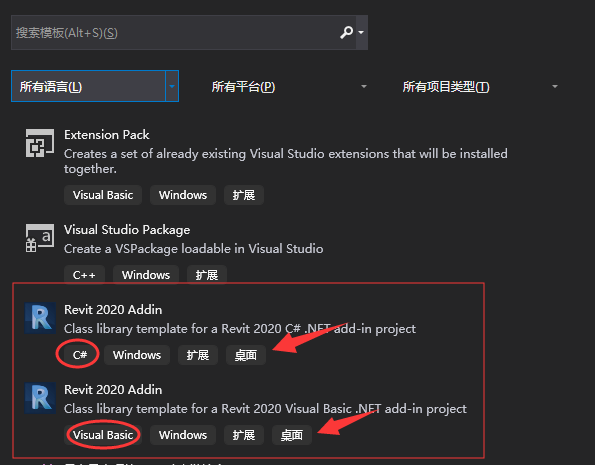 搜索模板(Alt+S)(S)
所有语言(L) 所有平台(P) 所有项目类型(T)
Extension Pack
Creates a set of already existing Visual Studio extensions that will be installed
together.
Visual Basic Windows 扩展
a
Visual Studio Package
Create a VSPackage loadable in Visual Studio
C++ Windows 扩展
R
Revit 2020 Addin
Class library template for a Revit 2020 C# .NET add-in project
C# Windows 扩展 桌面
R
Revit 2020 Addin
Class library template for a Revit 2020 Visual Basic .NET add-in project
Visual Basic Windows 扩展 桌面